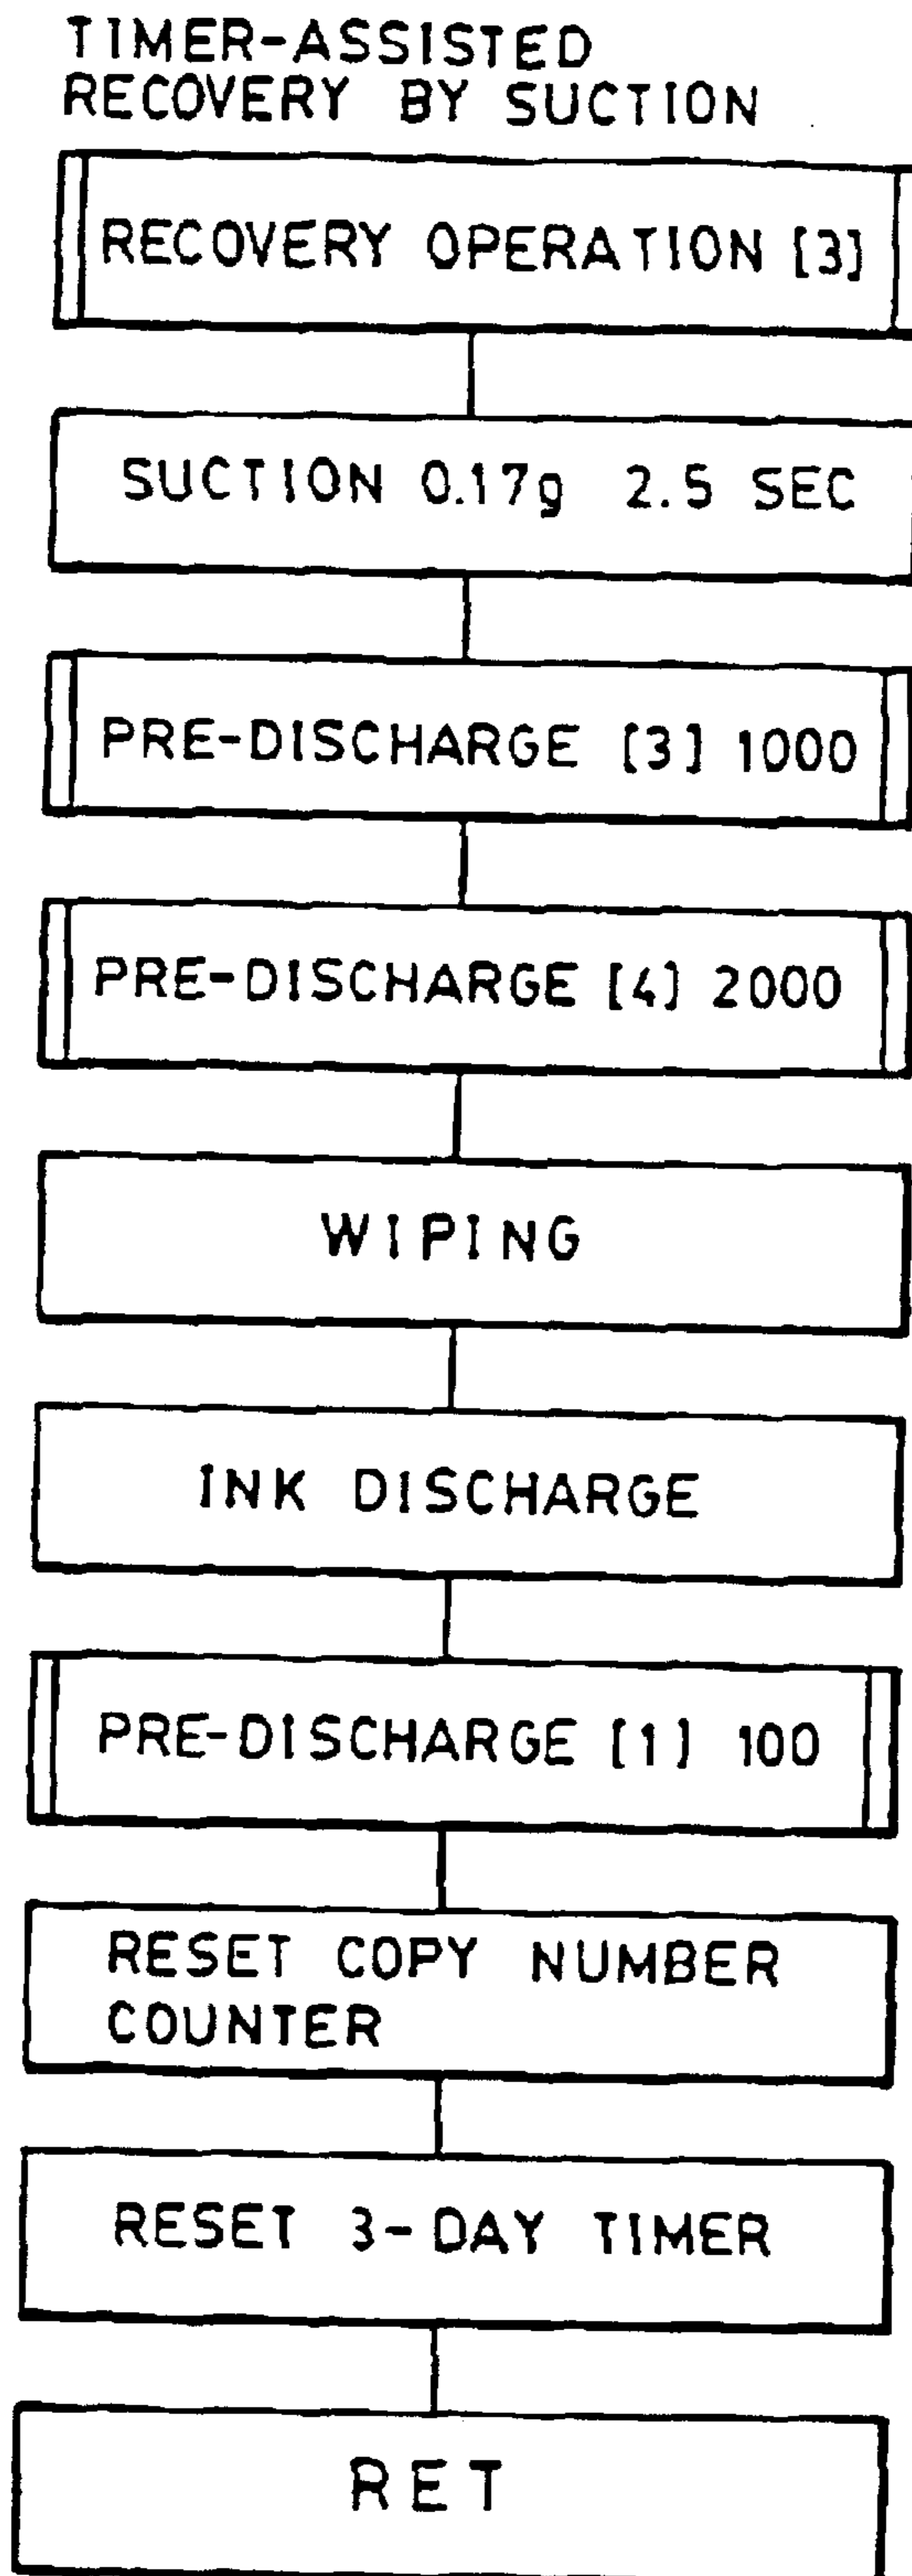 TIMER-ASSISTED
RECOVERY BY SUCTION
RECOVERY OPERATION [3]
SUCTION 0.17g 2.5 SEC
PRE-DISCHARGE [3] 1000
PRE-DISCHARGE [4] 2000
WIPING
INK DISCHARGE
PRE-DISCHARGE [1] 100
RESET COPY NUMBER
COUNTER
RESET 3-DAY TIMER
RET